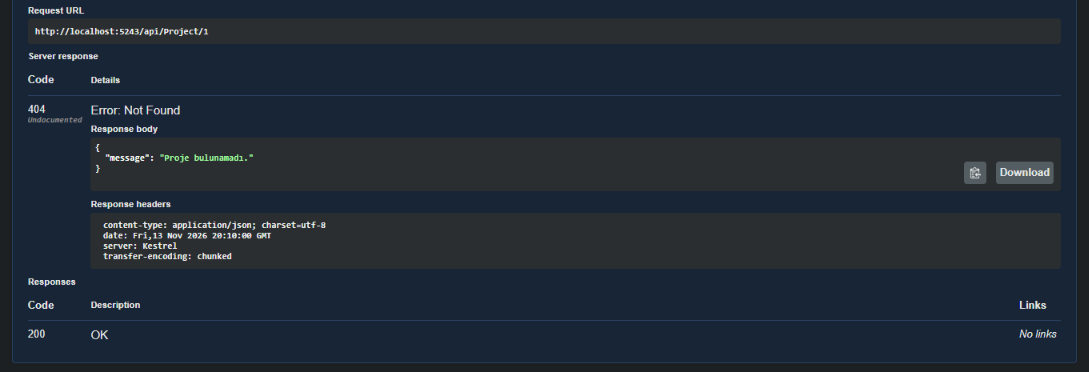 Request URL
http://localhost:5243/api/Project/1
Server response
Code Details
404 Error: Not Found
Undocumented
Response body
{
"message": "Proje bulunamadı."
}
Download
Response headers
content-type: application/json; charset=utf-8
date: Fri,13 Nov 2026 20:10:00 GMT
server: Kestrel
transfer-encoding: chunked
Responses
Code Description Links
200 OK No links